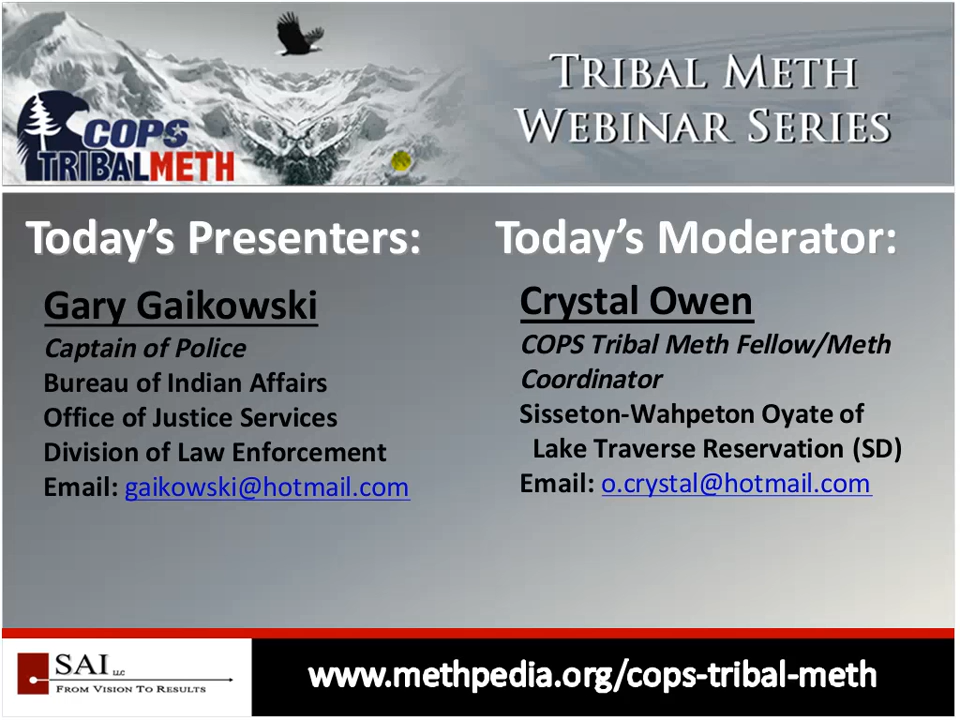 TRIBAL METH
WEBINAR SERIES
COPS
TRIBALMETH
Today's Presenters:
Gary Gaikowski
Captain of Police
Bureau of Indian Affairs
Office of Justice Services
Division of Law Enforcement
Email: gaikowski@hotmail.com
Today's Moderator:
Crystal Owen
COPS Tribal Meth Fellow/Meth
Coordinator
Sisseton-Wahpeton Oyate of
Lake Traverse Reservation (SD)
Email: o.crystal@hotmail.com
SAI LLC
FROM VISION TO RESULTS
www.methpedia.org/cops-tribal-meth